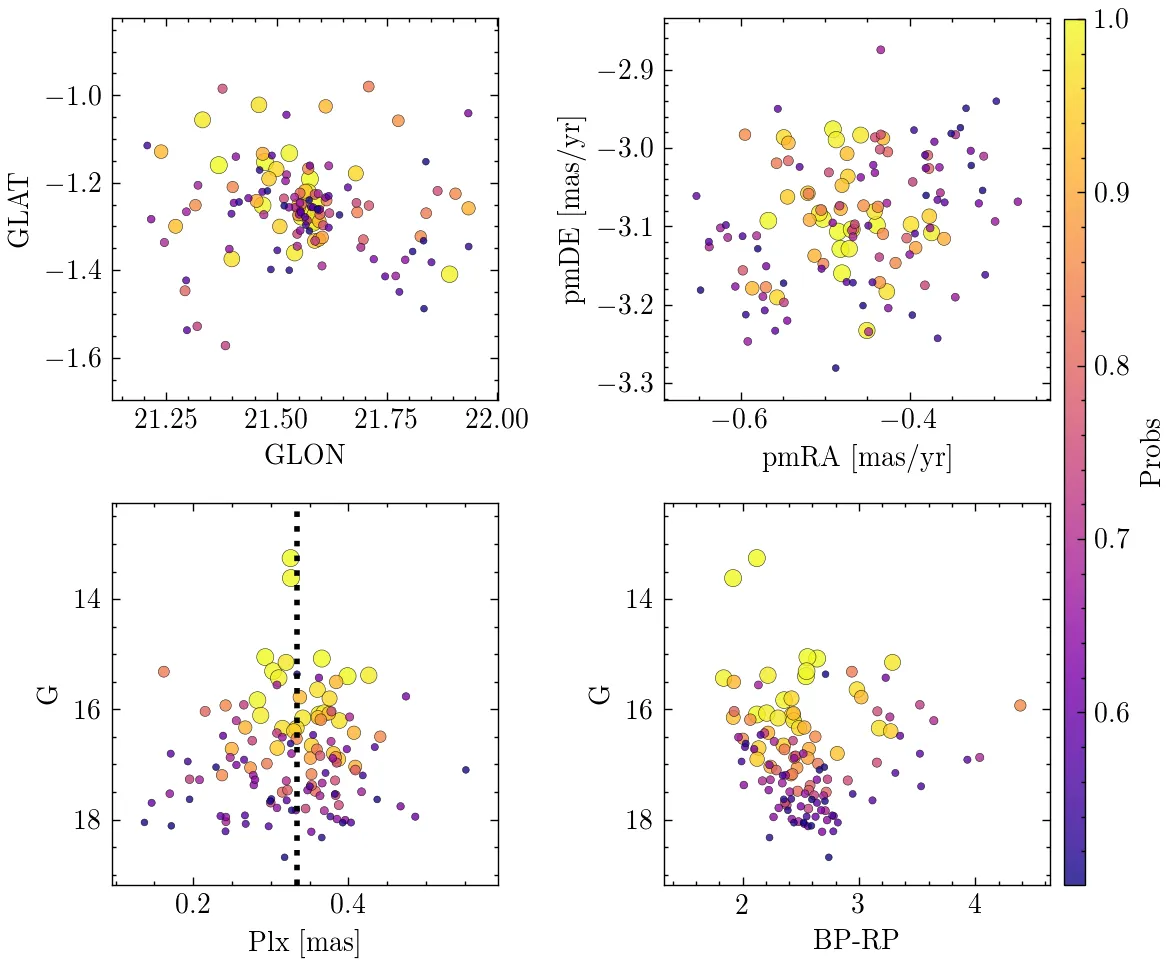 −1.0
−1.2
−1.4
−1.6
GLAT
21.25 21.50 21.75 22.00
GLON
−2.9
−3.0
−3.1
−3.2
−3.3
pmDE [mas/yr]
−0.6 −0.4
pmRA [mas/yr]
1.0
0.9
0.8
0.7
0.6
Probs
14
16
18
G
0.2 0.4
Plx [mas]
14
16
18
G
2 3 4
BP-RP